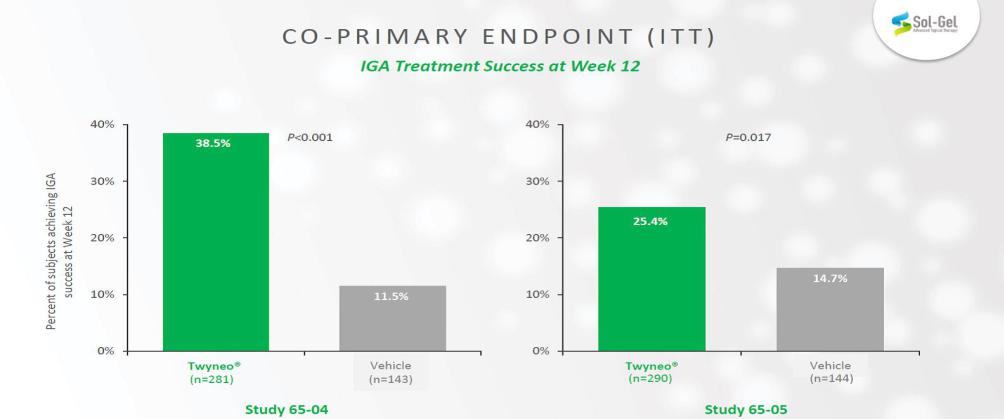 Sol-Gel
Advanced Topical Therapy
CO-PRIMARY ENDPOINT (ITT)
IGA Treatment Success at Week 12
Percent of subjects achieving IGA
success at Week 12
40%
30%
20%
10%
0%
38.5%
P<0.001
11.5%
Twyneo®
(n=281)
Vehicle
(n=143)
Study 65-04
40%
30%
20%
10%
0%
25.4%
P=0.017
14.7%
Twyneo®
(n=290)
Vehicle
(n=144)
Study 65-05